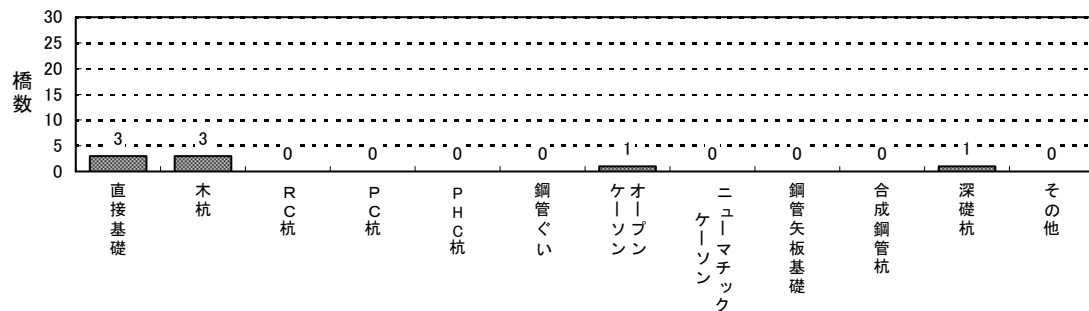 30
25
20
15
10
5
0
橋数
3
3
0
0
0
0
1
0
0
0
1
0
直接基礎
木杭
RC杭
PC杭
PHC杭
鋼管ぐい
オープン
ケーソン
ニューマチック
ケーソン
鋼管矢板基礎
合成鋼管杭
深礎杭
その他